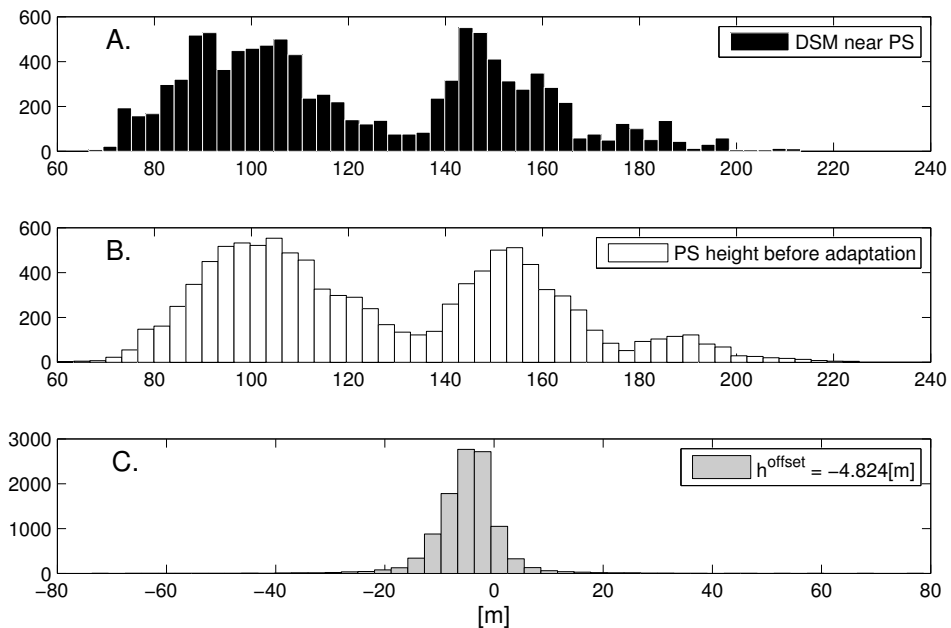 600
400
200
0
A.
DSM near PS
60 80 100 120 140 160 180 200 220 240
600
400
200
0
B.
PS height before adaptation
60 80 100 120 140 160 180 200 220 240
3000
2000
1000
0
C.
h^offset = −4.824[m]
−80 −60 −40 −20 0 20 40 60 80
[m]